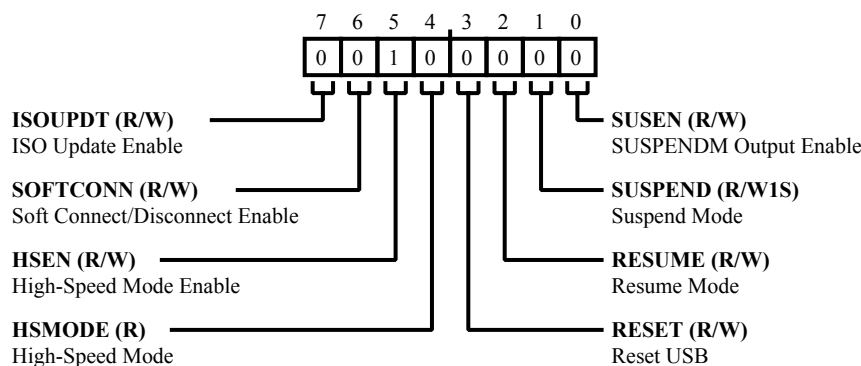 7 6 5 4 3 2 1 0
0 0 1 0 0 0 0 0
ISOUPDT (R/W)
ISO Update Enable
SOFTCONN (R/W)
Soft Connect/Disconnect Enable
HSEN (R/W)
High-Speed Mode Enable
HSMODE (R)
High-Speed Mode
SUSEN (R/W)
SUSPENDM Output Enable
SUSPEND (R/W1S)
Suspend Mode
RESUME (R/W)
Resume Mode
RESET (R/W)
Reset USB